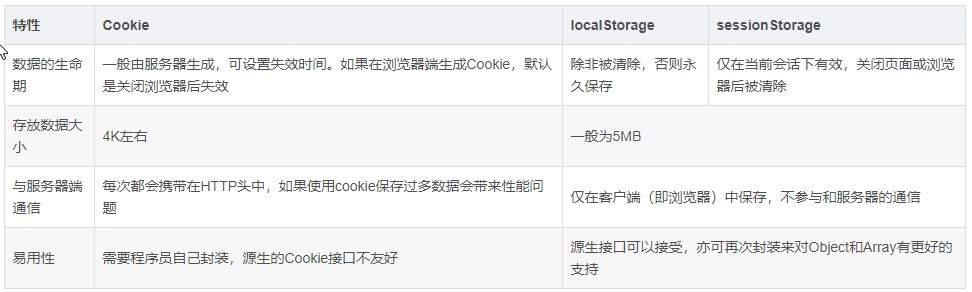 特性
Cookie
localStorage
sessionStorage
数据的生命
期
一般由服务器生成，可设置失效时间。如果在浏览器端生成Cookie，默认
是关闭浏览器后失效
除非被清除，否则永
久保存
仅在当前会话下有效，关闭页面或浏览
器后被清除
存放数据大
小
4K左右
一般为5MB
与服务器端
通信
每次都会携带在HTTP头中，如果使用cookie保存过多数据会带来性能问
题
仅在客户端（即浏览器）中保存，不参与和服务器的通信
易用性
需要程序员自己封装，源生的Cookie接口不友好
源生接口可以接受，亦可再次封装来对Object和Array有更好的
支持